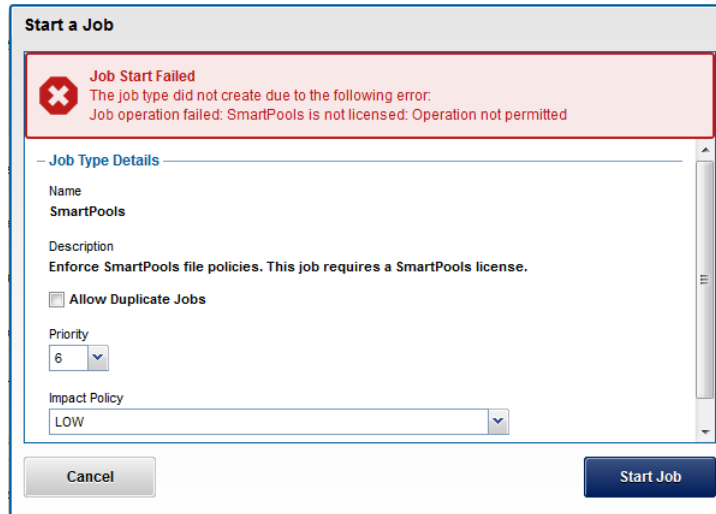 Start a Job
Job Start Failed
The job type did not create due to the following error:
Job operation failed: SmartPools is not licensed: Operation not permitted
Job Type Details
Name
SmartPools
Description
Enforce SmartPools file policies. This job requires a SmartPools license.
Allow Duplicate Jobs
Priority
6
Impact Policy
LOW
Cancel
Start Job